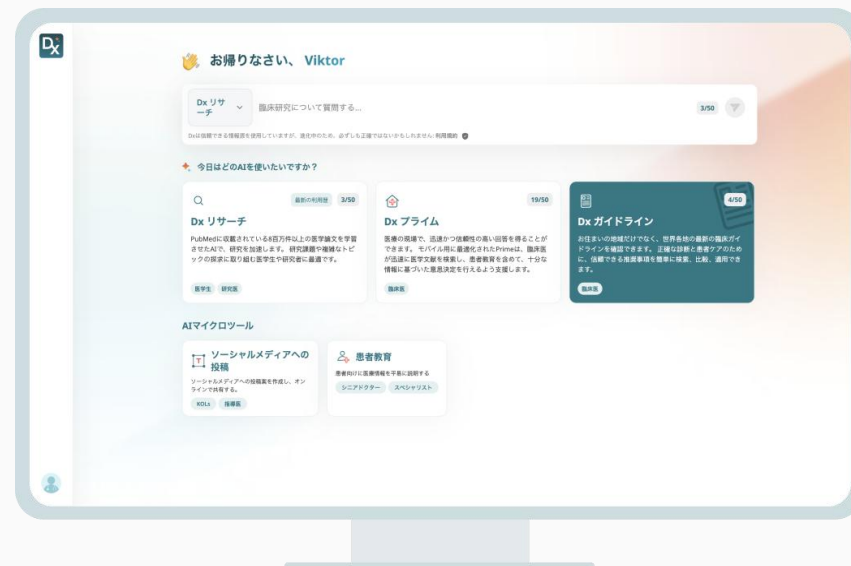 Dx
👋 お帰りなさい、 Viktor
Dx リサ
ーチ
臨床研究について質問する...
3/50
Dxは信頼できる情報源を使用していますが、進化中のため、必ずしも正確ではないかもしれません: 利用規約
今日はどのAIを使いたいですか？
最新の利用歴 3/50
Dx リサーチ
PubMedに収載されている8百万件以上の医学論文を学習
させたAIで、研究を加速します。 研究課題や複雑なトピ
ックの探求に取り組む医学生や研究者に最適です。
医学生 研究医
19/50
Dx プライム
医療の現場で、迅速かつ信頼性の高い回答を得ることが
できます。 モバイル用に最適化されたPrimeは、臨床医
が迅速に医学文献を検索し、患者教育を含めて、十分な
情報に基づいた意思決定を行えるよう支援します。
臨床医
4/50
Dx ガイドライン
お住まいの地域だけでなく、世界各地の最新の臨床ガイ
ドラインを確認できます。 正確な診断と患者ケアのため
に、信頼できる推奨事項を簡単に検索、比較、適用でき
ます。
臨床医
AIマイクロツール
ソーシャルメディアへの
投稿
ソーシャルメディアへの投稿案を作成し、オン
ラインで共有する。
KOLs 指導医
患者教育
患者向けに医療情報を平易に説明する
シニアドクター スペシャリスト